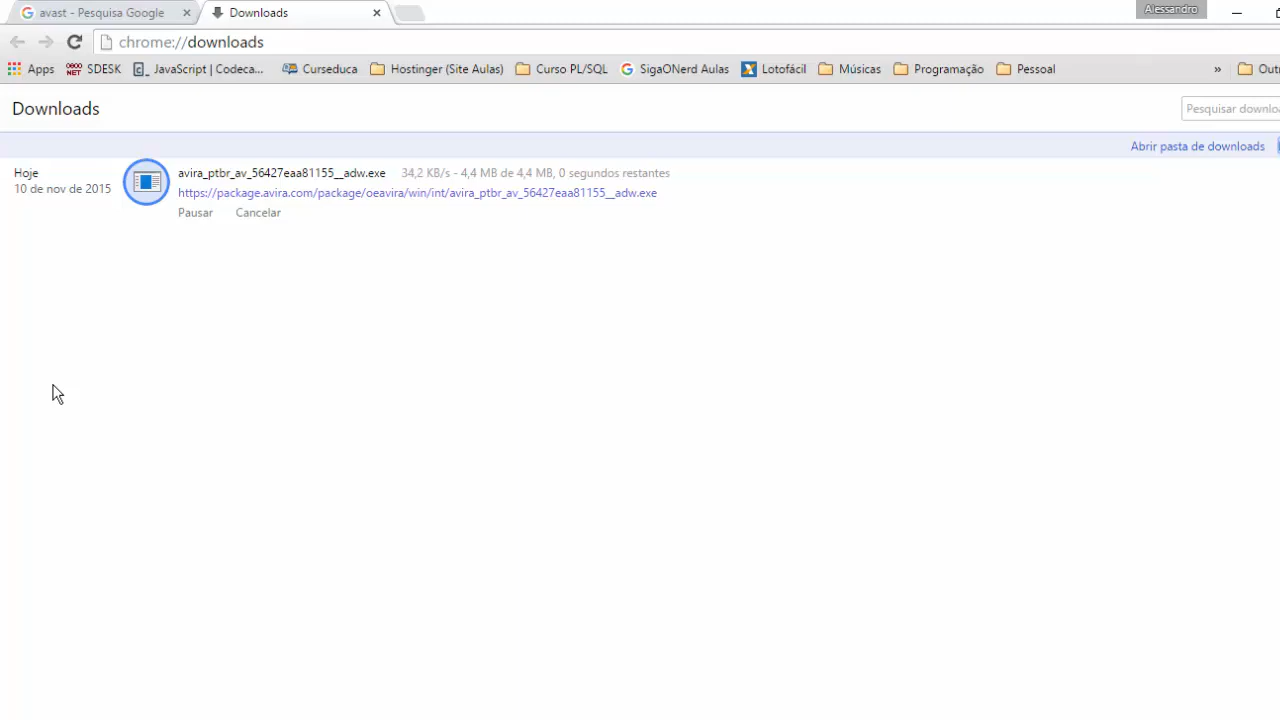 avast - Pesquisa Google
Downloads
Alessandro
chrome://downloads
Apps
SDESK
JavaScript | Codeca...
Curseduca
Hostinger (Site Aulas)
Curso PL/SQL
SigaONerd Aulas
Lotofácil
Músicas
Programação
Pessoal
»
Outr
Downloads
Pesquisar downloa
Abrir pasta de downloads
Hoje
10 de nov de 2015
avira_ptbr_av_56427eaa81155__adw.exe 34,2 KB/s - 4,4 MB de 4,4 MB, 0 segundos restantes
https://package.avira.com/package/oeavira/win/int/avira_ptbr_av_56427eaa81155__adw.exe
Pausar Cancelar